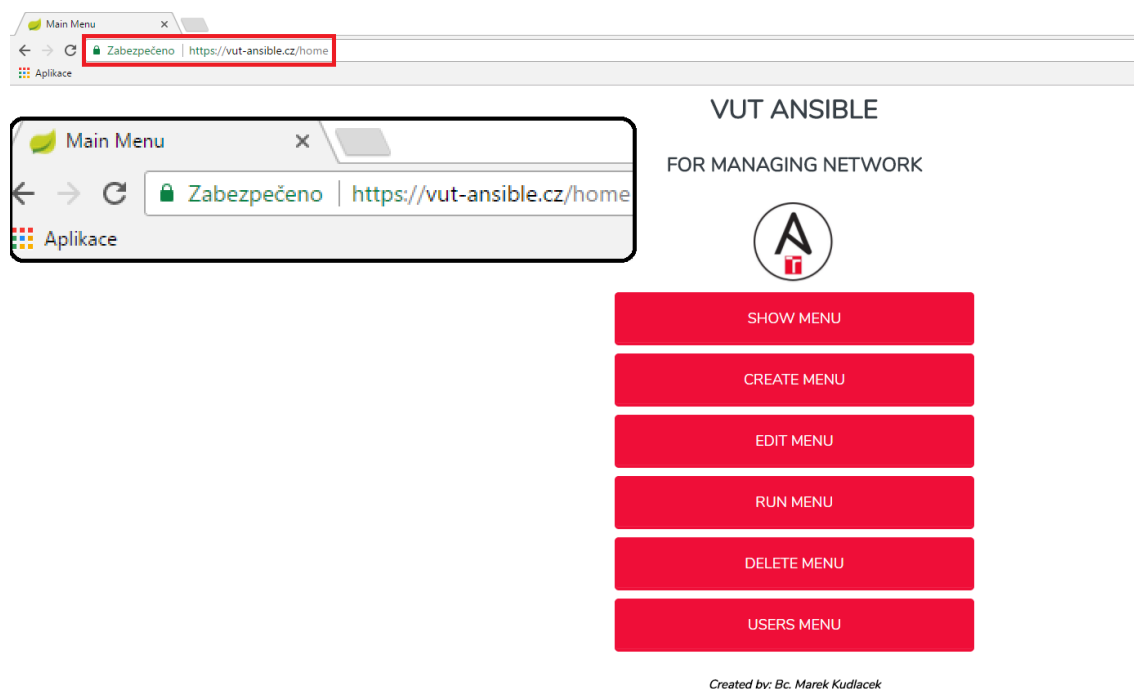 Main Menu
Zabezpečeno | https://vut-ansible.cz/home
Aplikace
Main Menu
Zabezpečeno | https://vut-ansible.cz/home
Aplikace
VUT ANSIBLE
FOR MANAGING NETWORK
SHOW MENU
CREATE MENU
EDIT MENU
RUN MENU
DELETE MENU
USERS MENU
Created by: Bc. Marek Kudlacek